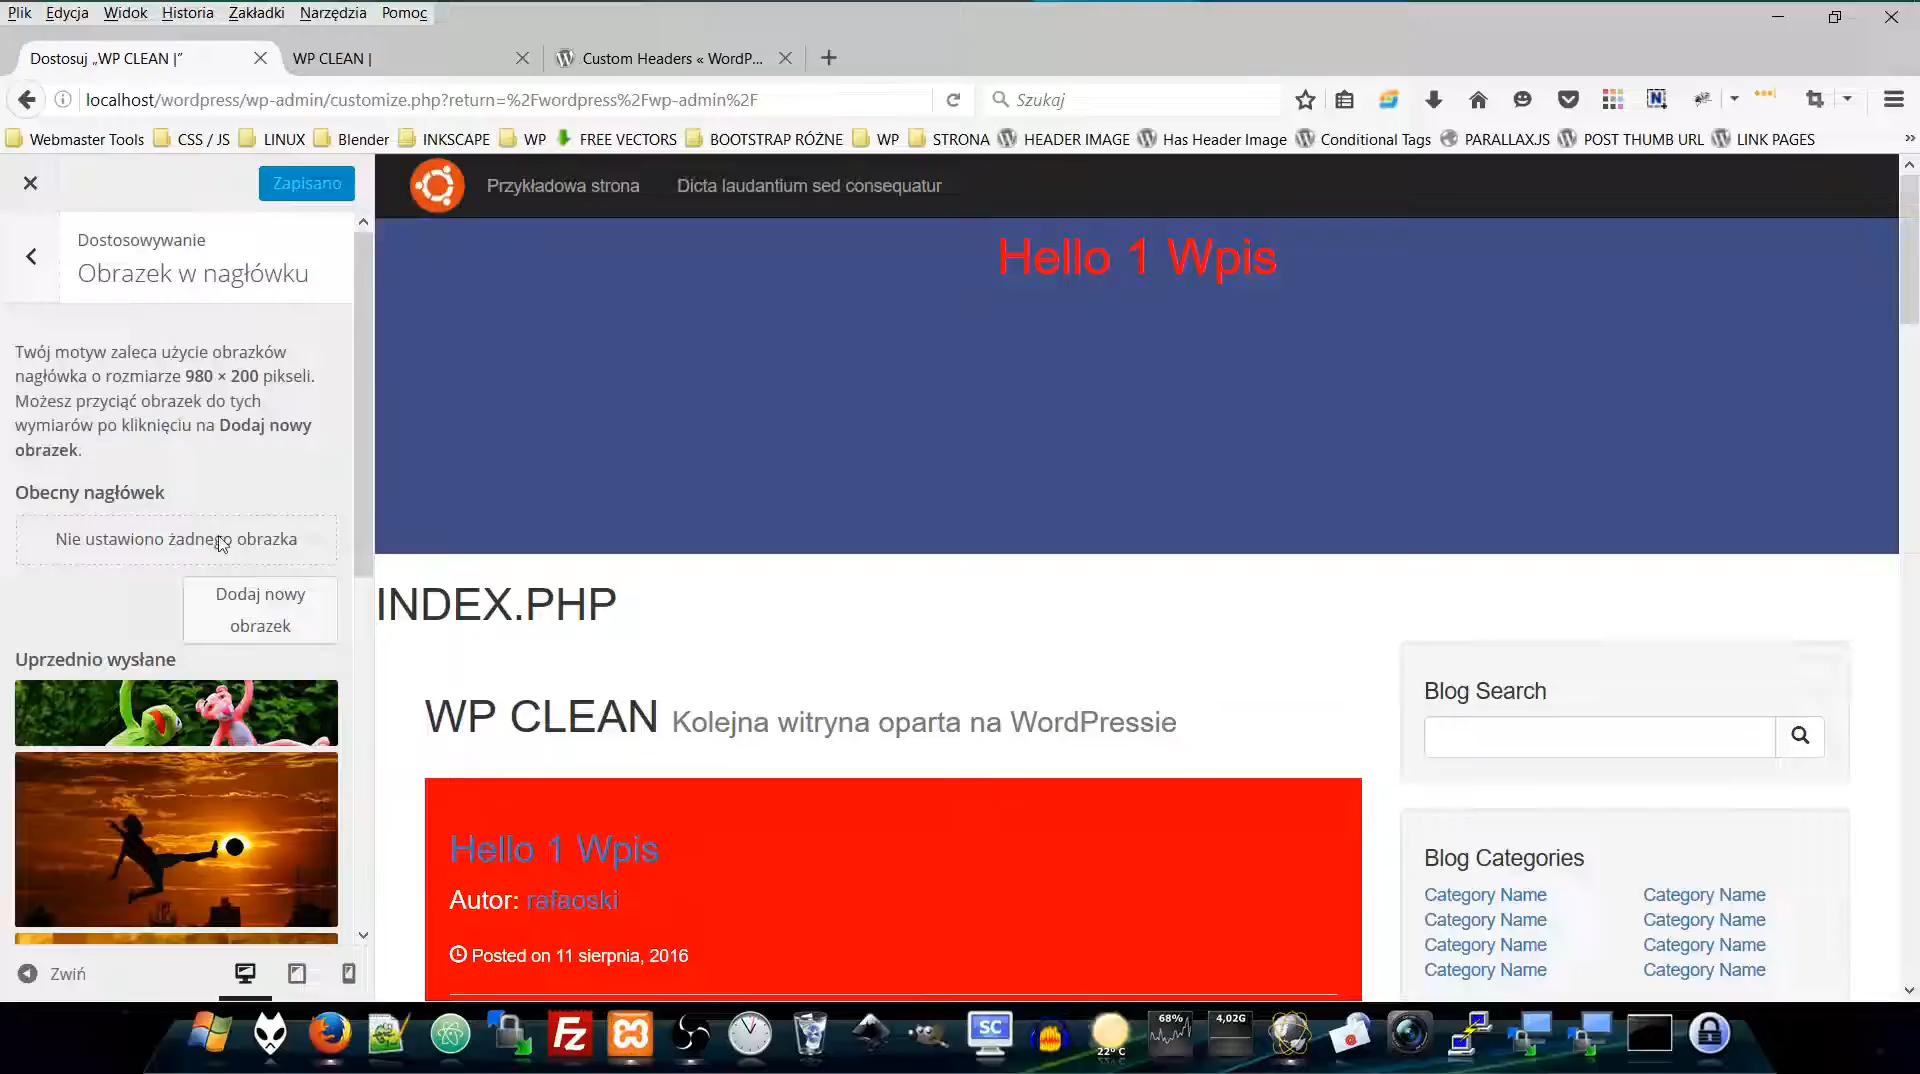 Plik Edycja Widok Historia Zakładki Narzędzia Pomoc
Dostosuj „WP CLEAN |”
WP CLEAN |
Custom Headers « WordP...
localhost/wordpress/wp-admin/customize.php?return=%2Fwordpress%2Fwp-admin%2F
Szukaj
Webmaster Tools CSS / JS LINUX Blender INKSCAPE WP FREE VECTORS BOOTSTRAP RÓŻNE WP STRONA HEADER IMAGE Has Header Image Conditional Tags PARALLAX.JS POST THUMB URL LINK PAGES
Zapisano
Dostosowywanie
Obrazek w nagłówku
Twój motyw zaleca użycie obrazków
nagłówka o rozmiarze 980 × 200 pikseli.
Możesz przyciąć obrazek do tych
wymiarów po kliknięciu na Dodaj nowy
obrazek.
Obecny nagłówek
Nie ustawiono żadnego obrazka
Dodaj nowy
obrazek
Uprzednio wysłane
Zwiń
Przykładowa strona Dicta laudantium sed consequatur
Hello 1 Wpis
INDEX.PHP
WP CLEAN Kolejna witryna oparta na WordPressie
Hello 1 Wpis
Autor: rafaoski
Posted on 11 sierpnia, 2016
Blog Search
Blog Categories
Category Name Category Name
Category Name Category Name
Category Name Category Name
Category Name Category Name
SC
22° C
68%
4,02G